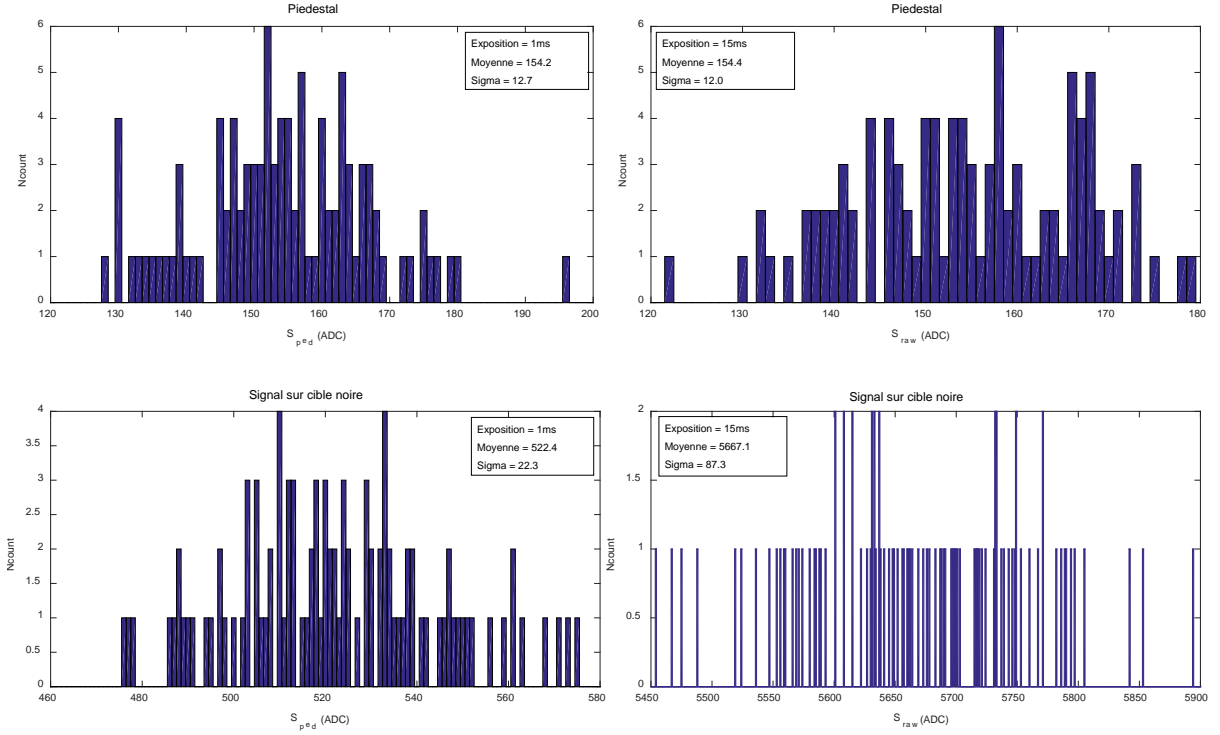 Piedestal
6
5
4
3
2
1
0
Ncount
120 130 140 150 160 170 180 190 200
S ped (ADC)
Exposition = 1ms
Moyenne = 154.2
Sigma = 12.7
Piedestal
6
5
4
3
2
1
0
Ncount
120 130 140 150 160 170 180
S raw (ADC)
Exposition = 15ms
Moyenne = 154.4
Sigma = 12.0
Signal sur cible noire
4
3.5
3
2.5
2
1.5
1
0.5
0
Ncount
460 480 500 520 540 560 580
S ped (ADC)
Exposition = 1ms
Moyenne = 522.4
Sigma = 22.3
Signal sur cible noire
2
1.5
1
0.5
0
Ncount
5450 5500 5550 5600 5650 5700 5750 5800 5850 5900
S raw (ADC)
Exposition = 15ms
Moyenne = 5667.1
Sigma = 87.3